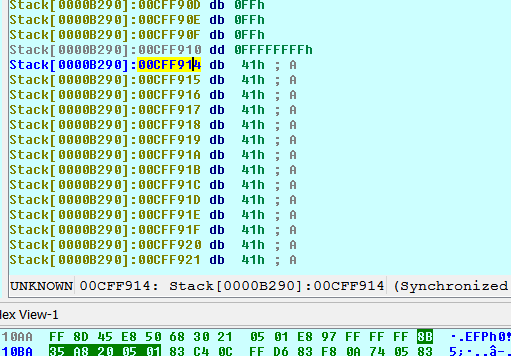 Stack[0000B290]:00CFF90D db 0FFh
Stack[0000B290]:00CFF90E db 0FFh
Stack[0000B290]:00CFF90F db 0FFh
Stack[0000B290]:00CFF910 dd 0FFFFFFFFh
Stack[0000B290]:00CFF914 db 41h ; A
Stack[0000B290]:00CFF915 db 41h ; A
Stack[0000B290]:00CFF916 db 41h ; A
Stack[0000B290]:00CFF917 db 41h ; A
Stack[0000B290]:00CFF918 db 41h ; A
Stack[0000B290]:00CFF919 db 41h ; A
Stack[0000B290]:00CFF91A db 41h ; A
Stack[0000B290]:00CFF91B db 41h ; A
Stack[0000B290]:00CFF91C db 41h ; A
Stack[0000B290]:00CFF91D db 41h ; A
Stack[0000B290]:00CFF91E db 41h ; A
Stack[0000B290]:00CFF91F db 41h ; A
Stack[0000B290]:00CFF920 db 41h ; A
Stack[0000B290]:00CFF921 db 41h ; A
UNKNOWN 00CFF914: Stack[0000B290]:00CFF914 (Synchronized
lex View-1
10AA FF 8D 45 E8 50 68 30 21 05 01 E8 97 FF FF FF 8B ·.EFPh0!
10BA 35 A8 20 05 01 83 C4 0C FF D6 83 F8 0A 74 05 83 5¿·..â-.